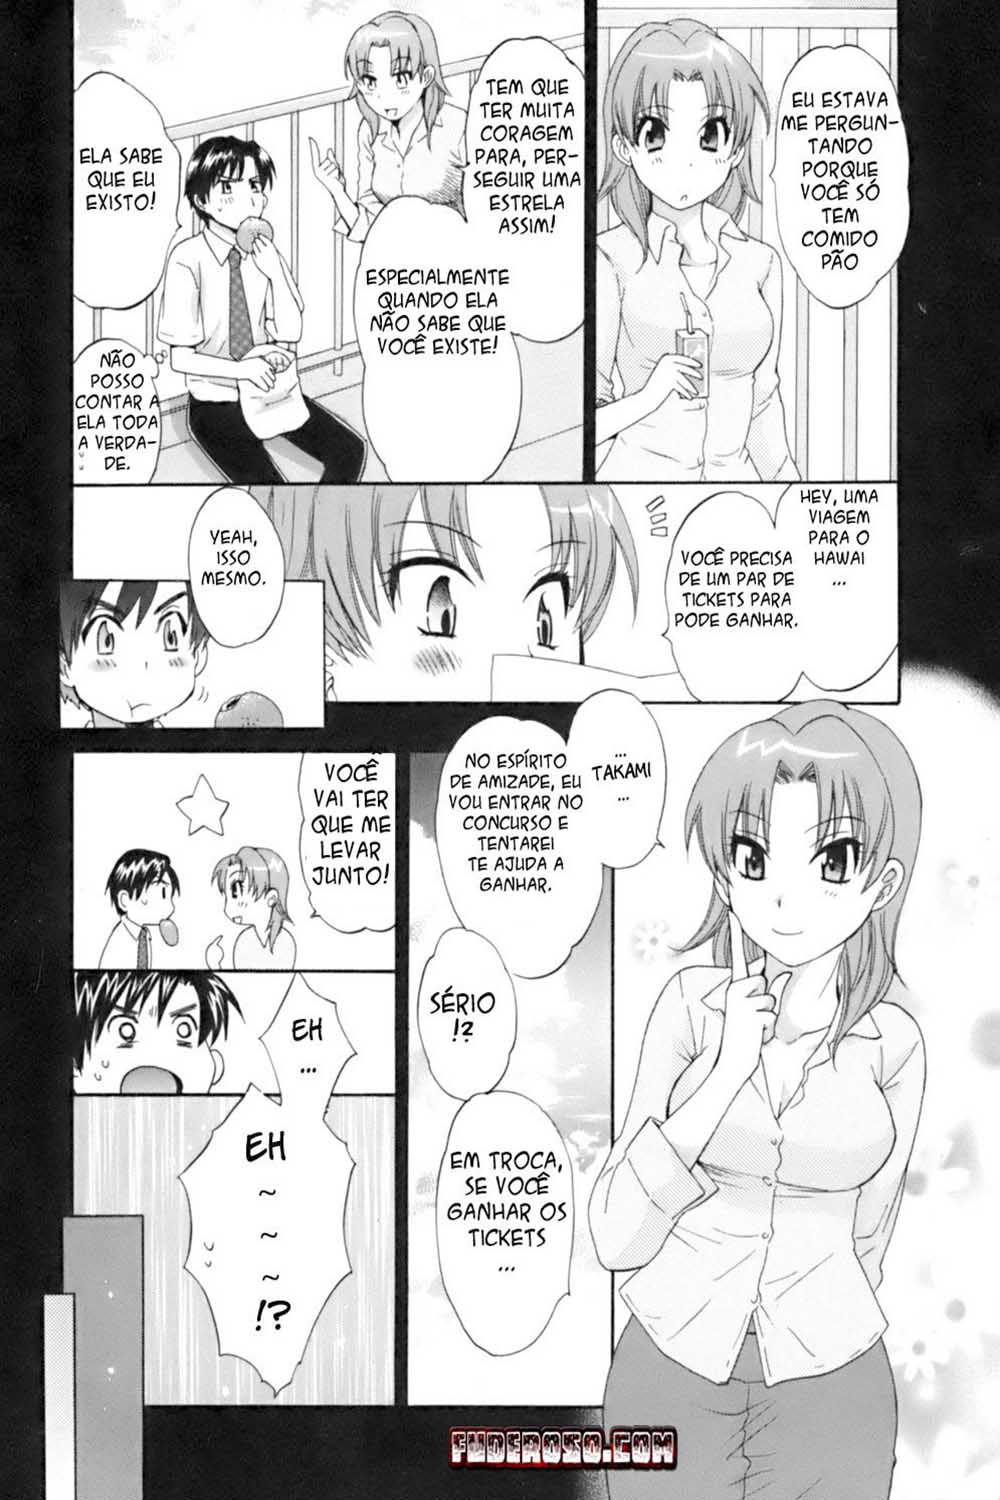 EU ESTAVA
ME PERGUN-
TANDO
PORQUE
VOCÊ SÓ
TEM
COMIDO
PÃO
TEM QUE
TER MUITA
CORAGEM
PARA, PER-
SEGUIR UMA
ESTRELA
ASSIM!
ESPECIALMENTE
QUANDO ELA
NÃO SABE QUE
VOCÊ EXISTE!
ELA SABE
QUE EU
EXISTO!
NÃO
POSSO
CONTAR A
ELA TODA
A VERDA-
DE.
HEY, UMA
VIAGEM
PARA O
HAWAI
...
VOCÊ PRECISA
DE UM PAR DE
TICKETS PARA
PODE GANHAR.
YEAH,
ISSO
MESMO.
...
TAKAMI
...
NO ESPÍRITO
DE AMIZADE, EU
VOU ENTRAR NO
CONCURSO E
TENTAREI
TE AJUDA A
GANHAR.
SÉRIO
!?
EM TROCA,
SE VOCÊ
GANHAR OS
TICKETS
...
VOCÊ
VAI TER
QUE ME
LEVAR
JUNTO!
EH
...
EH
~
~
~
!?
FUDEROSO.COM